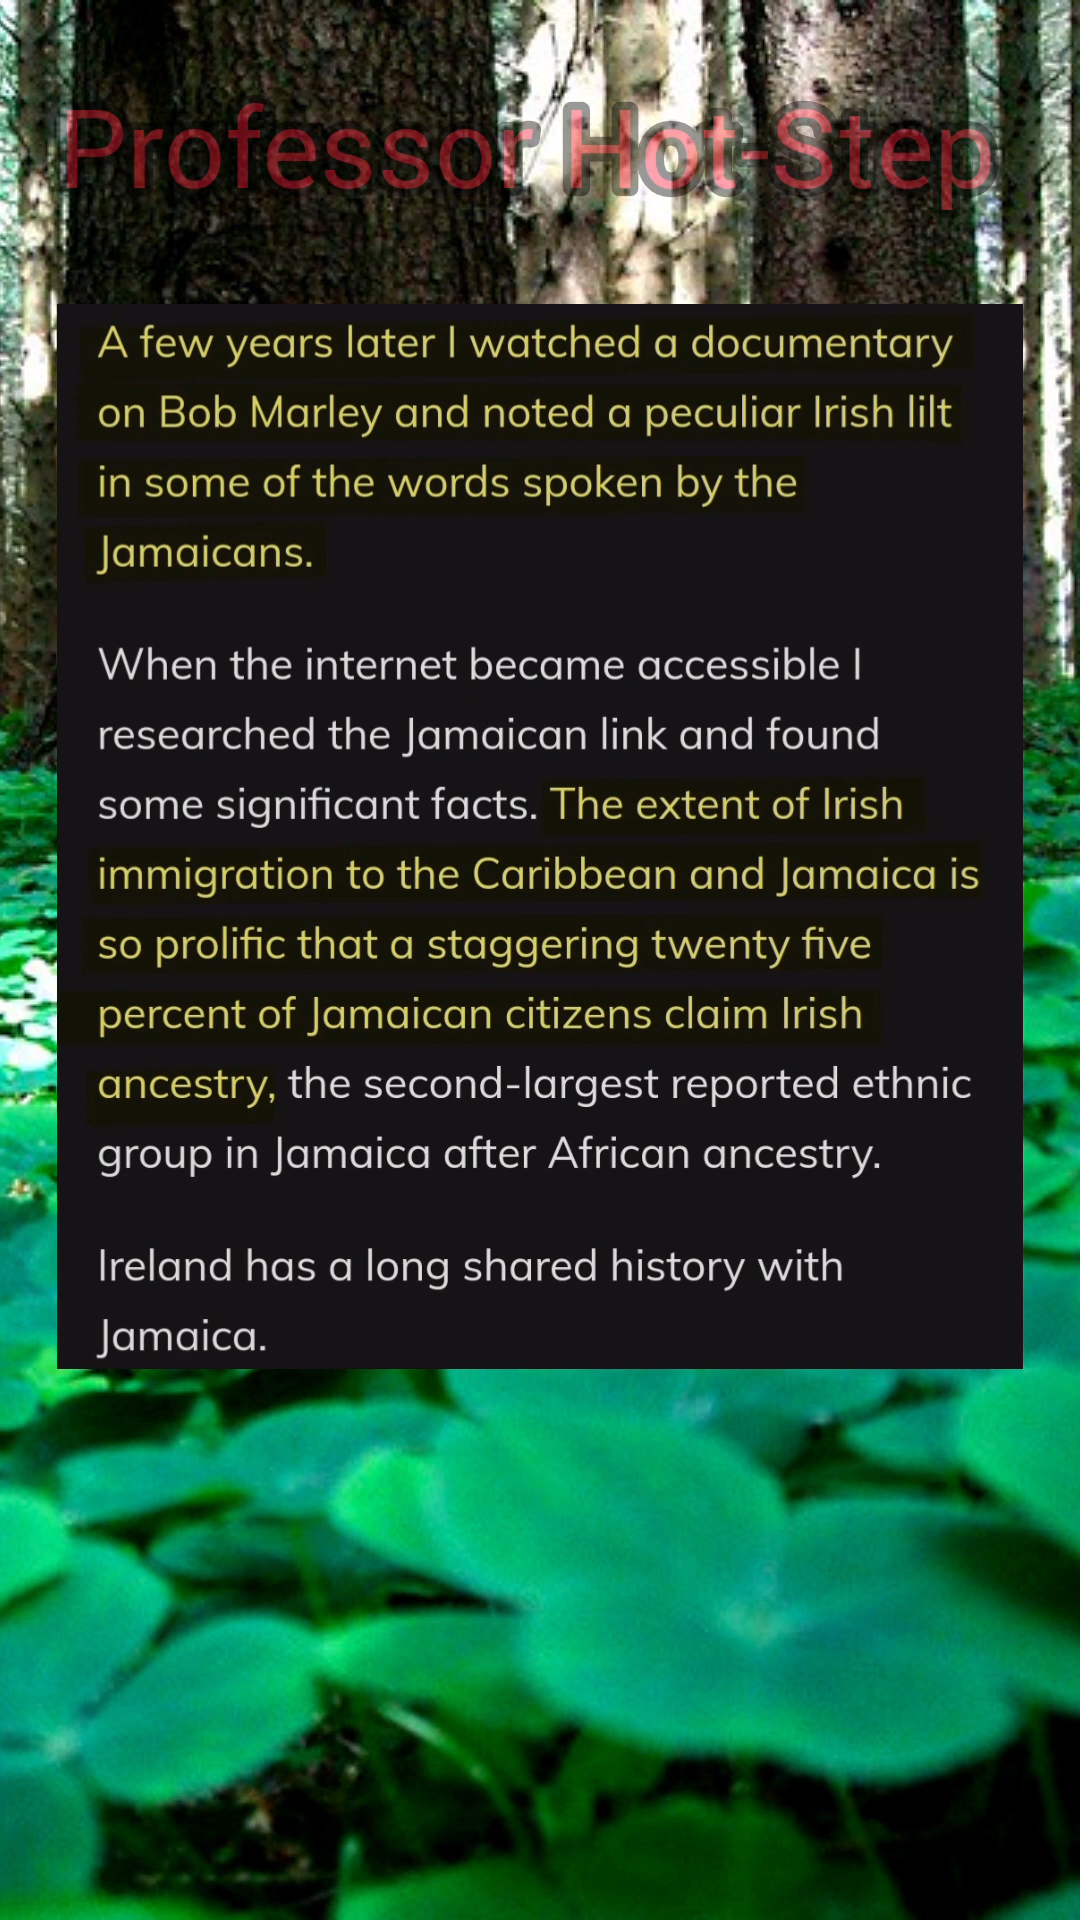 Professor Hot-Step
A few years later I watched a documentary
on Bob Marley and noted a peculiar Irish lilt
in some of the words spoken by the
Jamaicans.
When the internet became accessible I
researched the Jamaican link and found
some significant facts. The extent of Irish
immigration to the Caribbean and Jamaica is
so prolific that a staggering twenty five
percent of Jamaican citizens claim Irish
ancestry, the second-largest reported ethnic
group in Jamaica after African ancestry.
Ireland has a long shared history with
Jamaica.